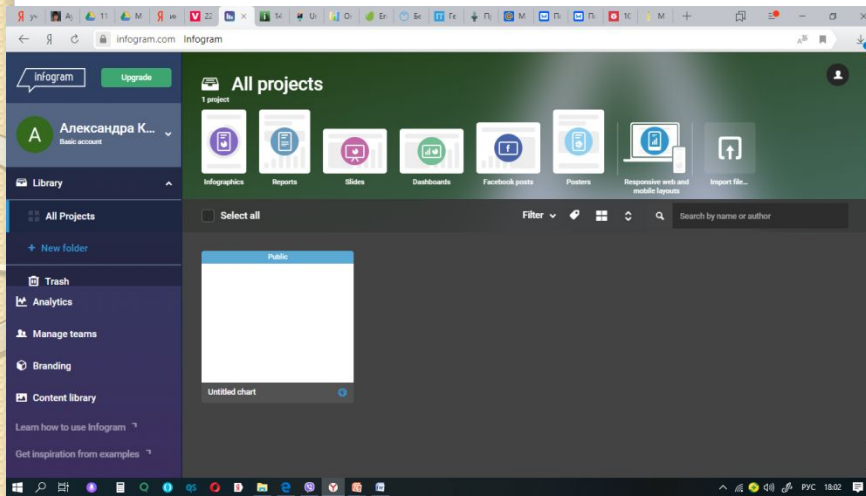 infogram.com Infogram
infogram
Upgrade
А
Александра К...
Basic account
Library
All Projects
+ New folder
Trash
Analytics
Manage teams
Branding
Content library
Learn how to use Infogram
Get inspiration from examples
All projects
1 project
Infographics
Reports
Slides
Dashboards
Facebook posts
Posters
Responsive web and
mobile layouts
Import file...
Select all
Filter
Search by name or author
Public
Untitled chart
РУС 18:02